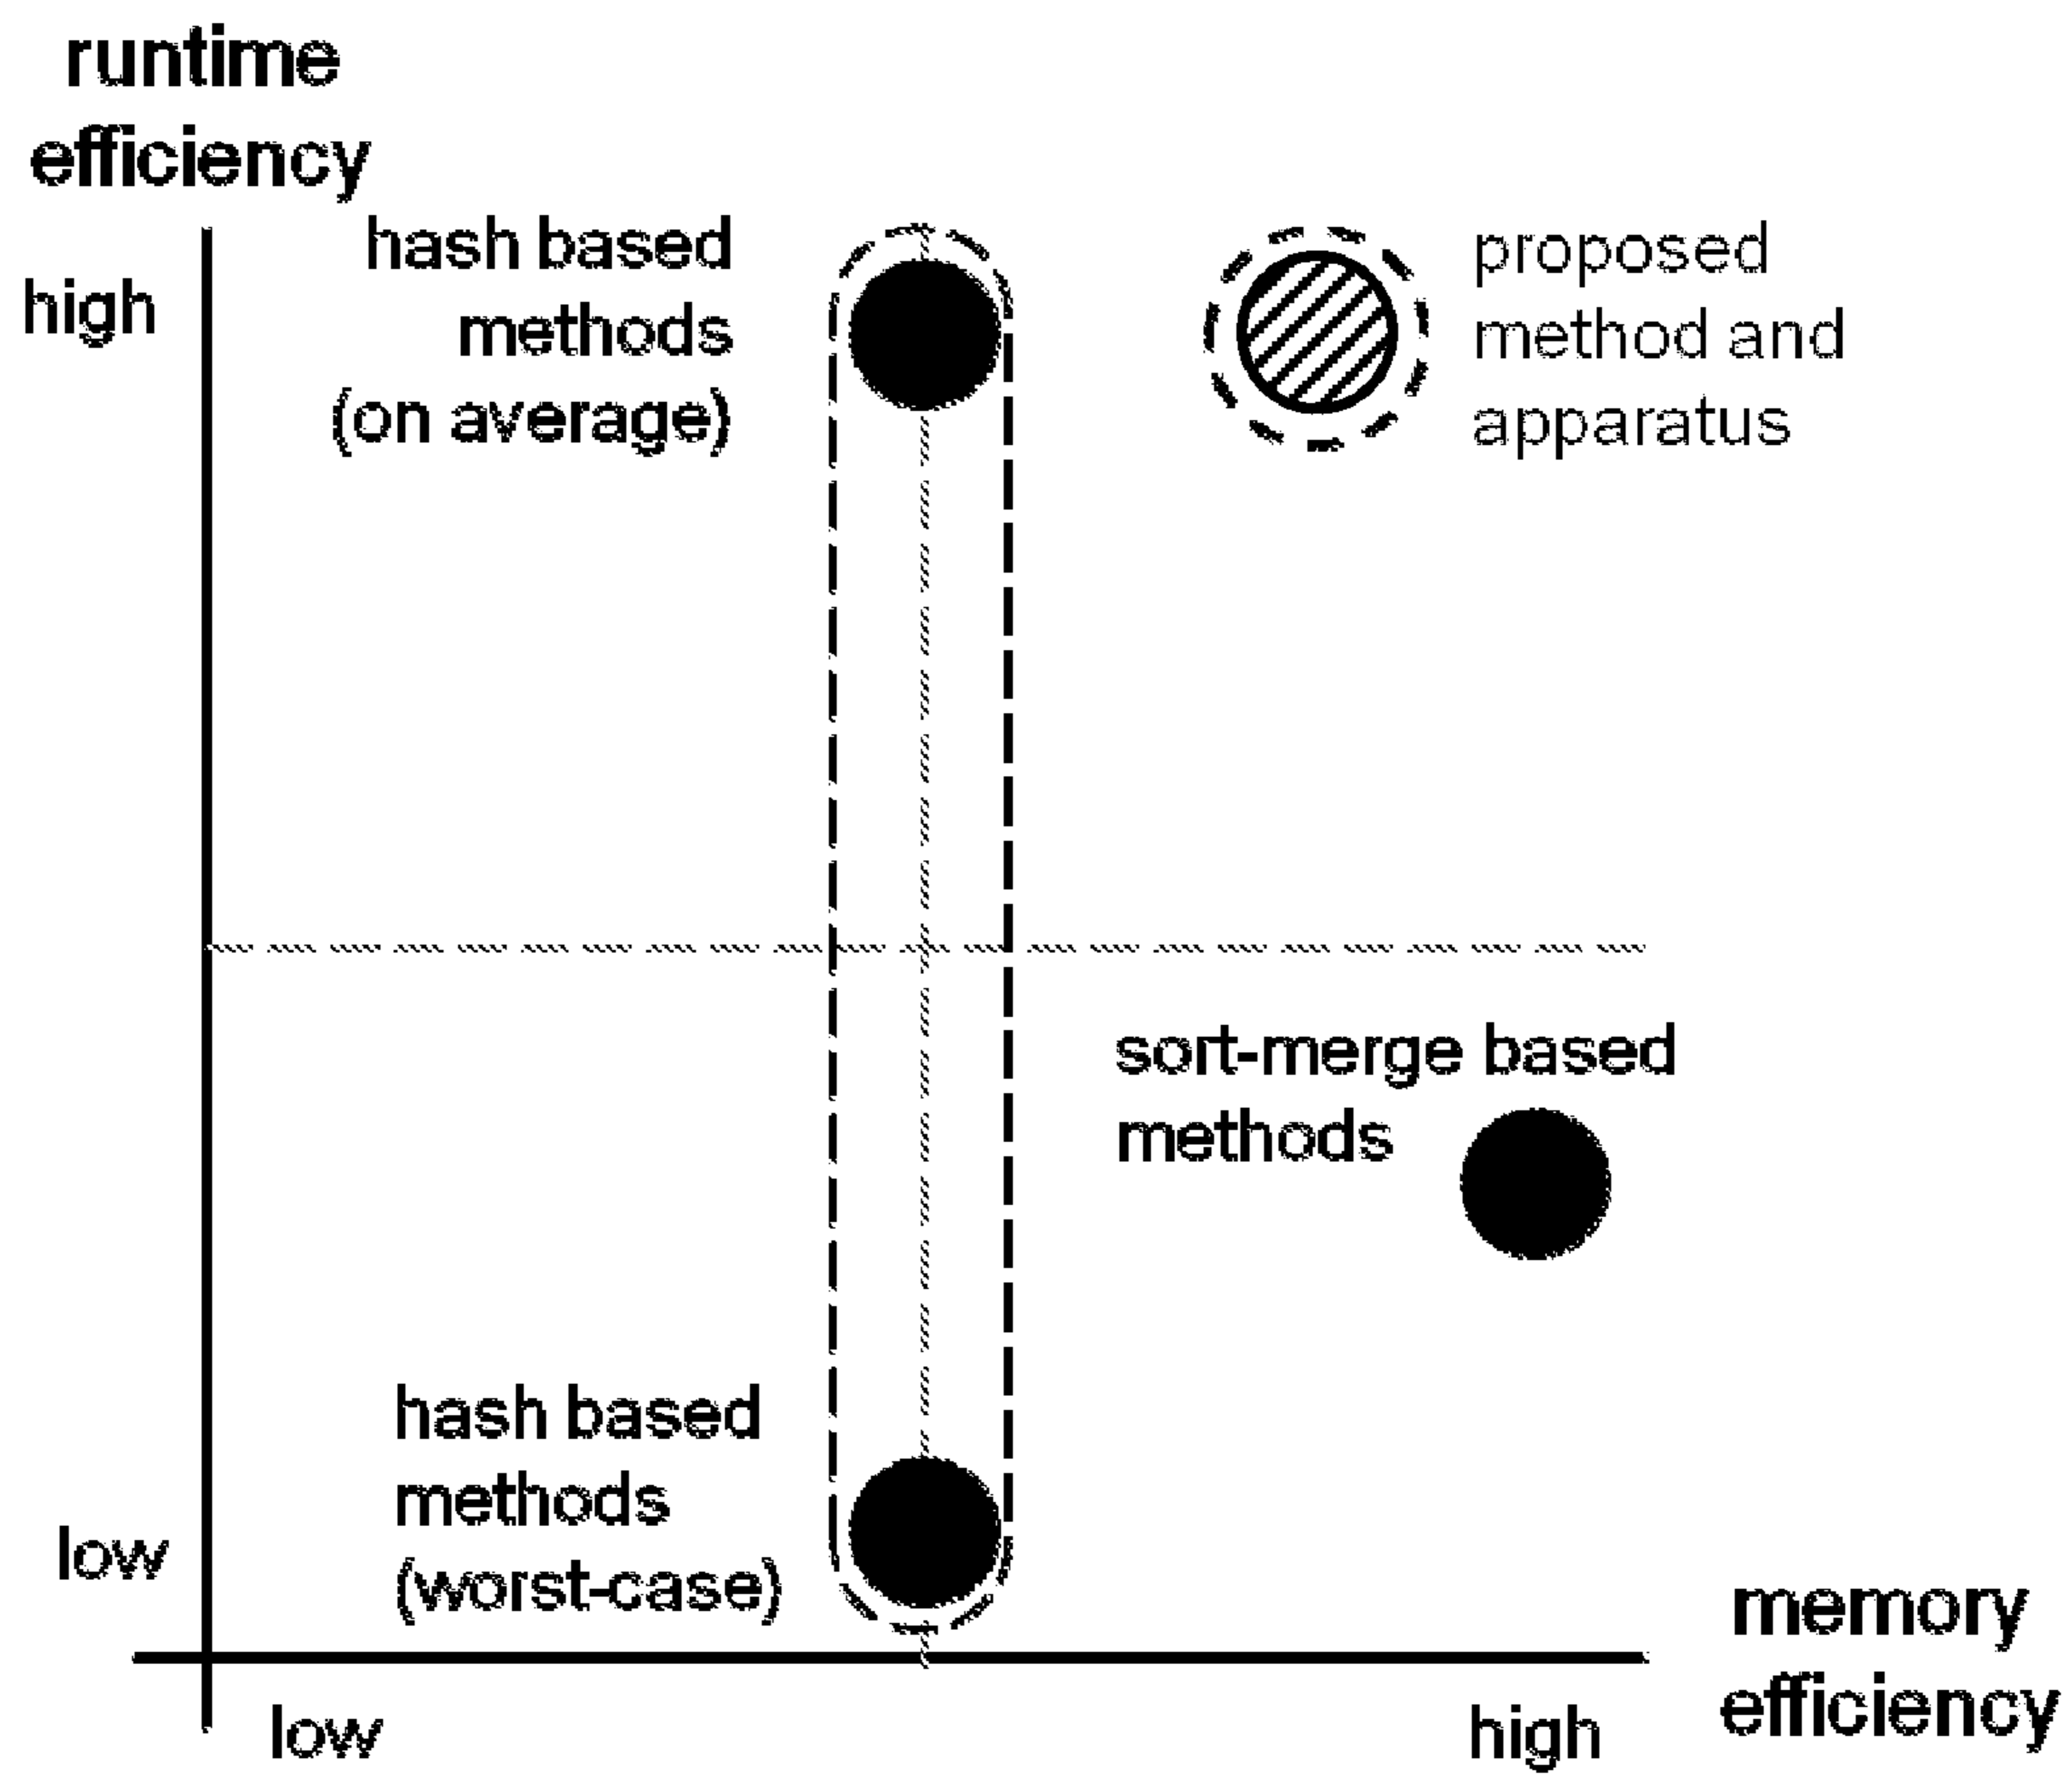 runtime
efficiency
high
hash based
methods
(on average)
proposed
method and
apparatus
sort-merge based
methods
hash based
methods
(worst-case)
low
memory
efficiency
low
high